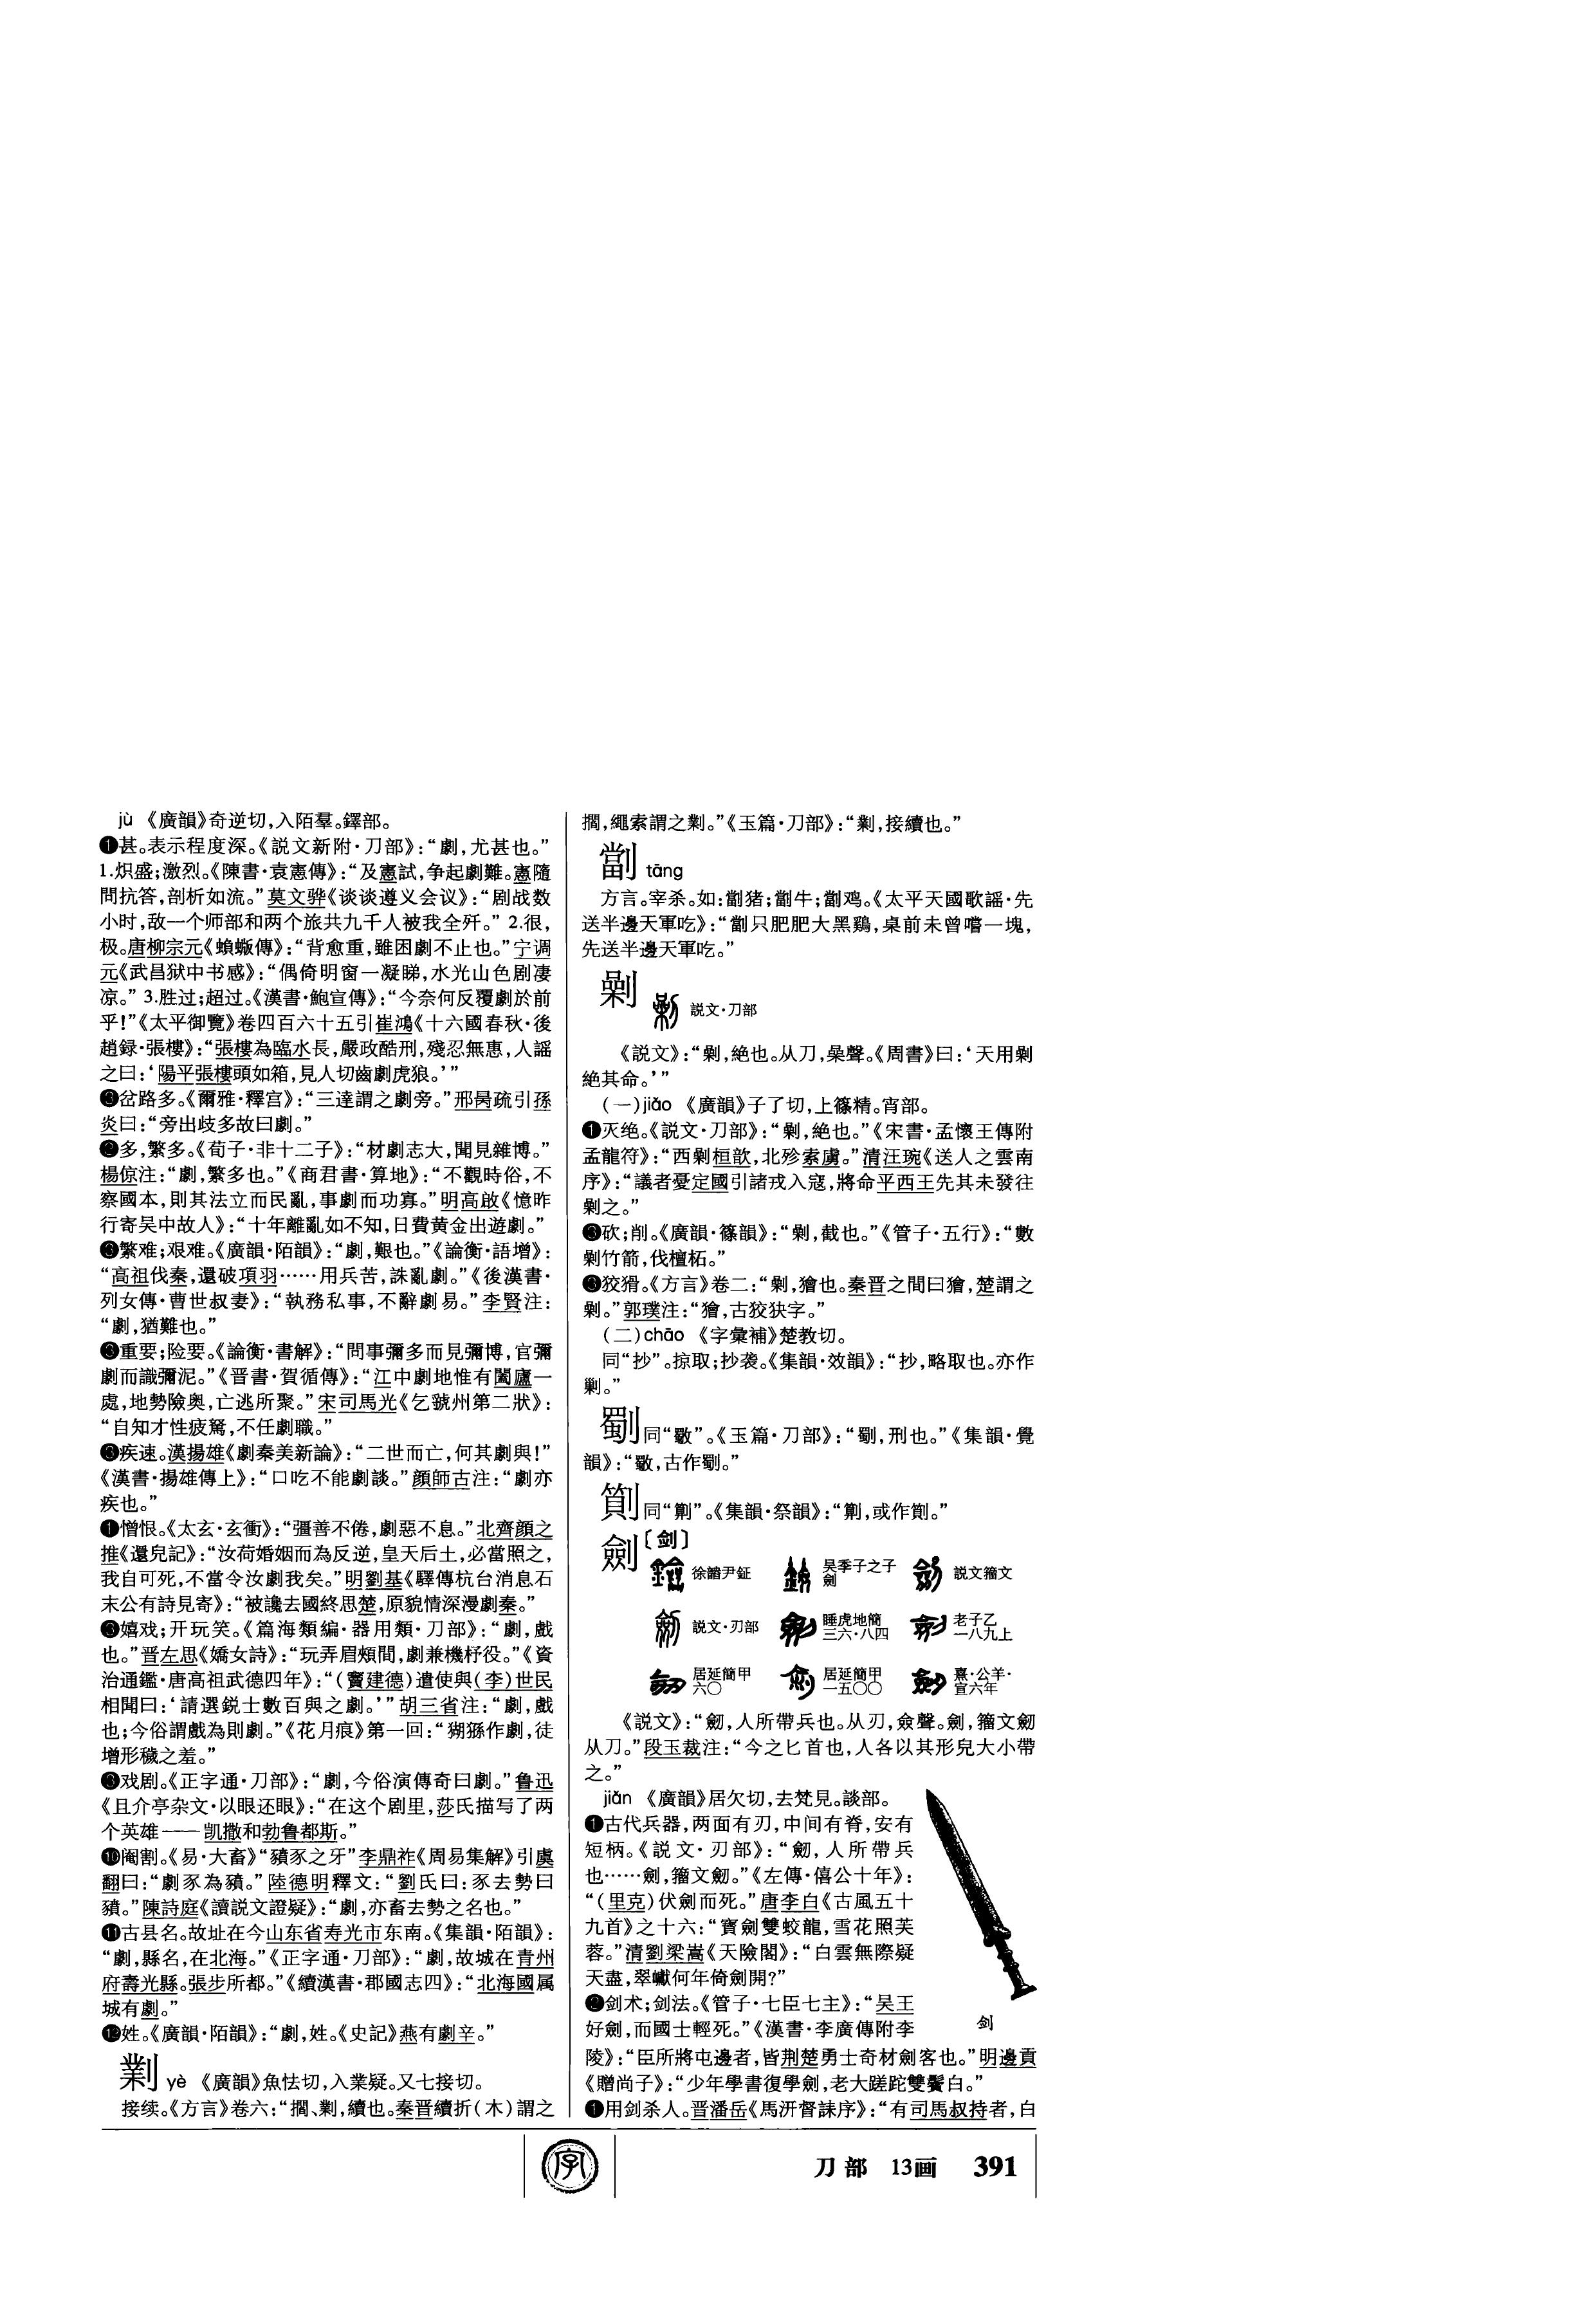 jù 《廣韻》奇逆切，入陌羣。鐸部。
❶甚。表示程度深。《説文新附·刀部》：“劇，尤甚也。”
1.炽盛；激烈。《陳書·袁憲傳》：“及憲試，争起劇難。憲隨
問抗答，剖析如流。”莫文骅《谈谈遵义会议》：“剧战数
小时，敌一个师部和两个旅共九千人被我全歼。” 2.很，
极。唐柳宗元《蝜蝂傳》：“背愈重，雖困劇不止也。”宁调
元《武昌狱中书感》：“偶倚明窗一凝睇，水光山色剧凄
凉。” 3.胜过；超过。《漢書·鮑宣傳》：“今奈何反覆劇於前
乎！”《太平御覽》卷四百六十五引崔鴻《十六國春秋·後
趙録·張樓》：“張樓為臨水長，嚴政酷刑，殘忍無惠，人謡
之曰：‘陽平張樓頭如箱，見人切齒劇虎狼。’”
❸岔路多。《爾雅·釋宫》：“三達謂之劇旁。”邢昺疏引孫
炎曰：“旁出歧多故曰劇。”
❷多，繁多。《荀子·非十二子》：“材劇志大，聞見雜博。”
楊倞注：“劇，繁多也。”《商君書·算地》：“不觀時俗，不
察國本，則其法立而民亂，事劇而功寡。”明高啟《憶昨
行寄吴中故人》：“十年離亂如不知，日費黄金出遊劇。”
❸繁难；艰难。《廣韻·陌韻》：“劇，艱也。”《論衡·語增》：
“高祖伐秦，還破項羽……用兵苦，誅亂劇。”《後漢書·
列女傳·曹世叔妻》：“執務私事，不辭劇易。”李賢注：
“劇，猶難也。”
❸重要；险要。《論衡·書解》：“問事彌多而見彌博，官彌
劇而識彌泥。”《晋書·賀循傳》：“江中劇地惟有闔廬一
處，地勢險奥，亡逃所聚。”宋司馬光《乞虢州第二狀》：
“自知才性疲駑，不任劇職。”
❸疾速。漢揚雄《劇秦美新論》：“二世而亡，何其劇與！”
《漢書·揚雄傳上》：“口吃不能劇談。”顔師古注：“劇亦
疾也。”
❶憎恨。《太玄·玄衝》：“彊善不倦，劇惡不息。”北齊顔之
推《還兒記》：“汝荷婚姻而為反逆，皇天后土，必當照之，
我自可死，不當令汝劇我矣。”明劉基《驛傳杭台消息石
末公有詩見寄》：“被讒去國終思楚，原貌情深漫劇秦。”
❸嬉戏；开玩笑。《篇海類編·器用類·刀部》：“劇，戲
也。”晋左思《嬌女詩》：“玩弄眉頰間，劇兼機杼役。”《資
治通鑑·唐高祖武德四年》：“（竇建德）遣使與（李）世民
相聞曰：‘請選鋭士數百與之劇。’”胡三省注：“劇，戲
也；今俗謂戲為則劇。”《花月痕》第一回：“猢猻作劇，徒
增形穢之羞。”
❸戏剧。《正字通·刀部》：“劇，今俗演傳奇曰劇。”鲁迅
《且介亭杂文·以眼还眼》：“在这个剧里，莎氏描写了两
个英雄——凯撒和勃鲁都斯。”
❿阉割。《易·大畜》“豶豕之牙”李鼎祚《周易集解》引虞
翻曰：“劇豕為豶。”陸德明釋文：“劉氏曰：豕去勢曰
豶。”陳詩庭《讀説文證疑》：“劇，亦畜去勢之名也。”
⓫古县名。故址在今山东省寿光市东南。《集韻·陌韻》：
“劇，縣名，在北海。”《正字通·刀部》：“劇，故城在青州
府壽光縣。張步所都。”《續漢書·郡國志四》：“北海國属
城有劇。”
⓬姓。《廣韻·陌韻》：“劇，姓。《史記》燕有劇辛。”
㓺 yè 《廣韻》魚怯切，入業疑。又七接切。
接续。《方言》卷六：“擱、㓺，續也。秦晋續折（木）謂之
擱，繩索謂之㓺。”《玉篇·刀部》：“㓺，接續也。”
㓥 tāng
方言。宰杀。如：㓥猪；㓥牛；㓥鸡。《太平天國歌謡·先
送半邊天軍吃》：“㓥只肥肥大黑鷄，桌前未曾嚐一塊，
先送半邊天軍吃。”
劋 説文·刀部
《説文》：“劋，絶也。从刀，喿聲。《周書》曰：‘天用劋
絶其命。’”
（一）jiǎo 《廣韻》子了切，上篠精。宵部。
❶灭绝。《説文·刀部》：“劋，絶也。”《宋書·孟懷王傳附
孟龍符》：“西劋桓歆，北殄索虜。”清汪琬《送人之雲南
序》：“議者憂定國引諸戎入寇，將命平西王先其未發往
劋之。”
❸砍；削。《廣韻·篠韻》：“劋，截也。”《管子·五行》：“數
劋竹箭，伐檀柘。”
❸狡猾。《方言》卷二：“劋，獪也。秦晋之間曰獪，楚謂之
劋。”郭璞注：“獪，古狡狭字。”
（二）chāo 《字彙補》楚教切。
同“抄”。掠取；抄袭。《集韻·效韻》：“抄，略取也。亦作
剿。”
㓸同“斀”。《玉篇·刀部》：“㓸，刑也。”《集韻·覺
韻》：“斀，古作㓸。”
同“劕”。《集韻·祭韻》：
劍〔剑〕
徐䤾尹鉦 吴季子之子劍 説文籀文
説文·刃部 睡虎地簡三六·八四 老子乙一八九上
居延簡甲六〇 居延簡甲一五〇〇 熹·公羊·宣六年
《説文》：“劒，人所帶兵也。从刃，僉聲。劍，籀文劒
从刀。”段玉裁注：“今之匕首也，人各以其形皃大小帶
之。”
jiǎn 《廣韻》居欠切，去梵見。談部。
❶古代兵器，两面有刃，中间有脊，安有
短柄。《説文·刀部》：“劒，人所帶兵
也……劍，籀文劒。”《左傳·僖公十年》：
“（里克）伏劍而死。”唐李白《古風五十
九首》之十六：“寶劍雙蛟龍，雪花照芙
蓉。”清劉梁嵩《天險閣》：“白雲無際疑
天盡，翠巘何年倚劍開？”
❷剑术；剑法。《管子·七臣七主》：“吴王
好劍，而國士輕死。”《漢書·李廣傳附李
陵》：“臣所將屯邊者，皆荆楚勇士奇材劍客也。”明邊貢
《贈尚子》：“少年學書復學劍，老大蹉跎雙鬢白。”
❶用剑杀人。晋潘岳《馬汧督誄序》：“有司馬叔持者，白
剑
字
刀部 13画 391